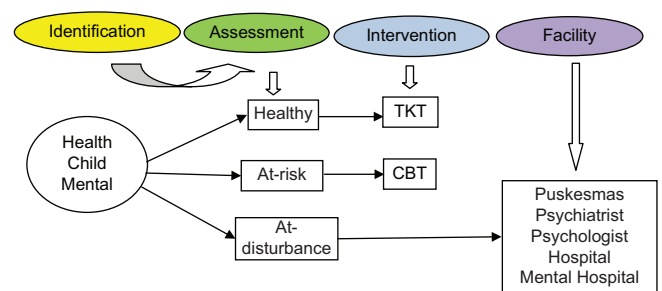 Identification
Assessment
Intervention
Facility
Healthy
TKT
Health
Child
Mental
At-risk
CBT
At-
disturbance
Puskesmas
Psychiatrist
Psychologist
Hospital
Mental Hospital